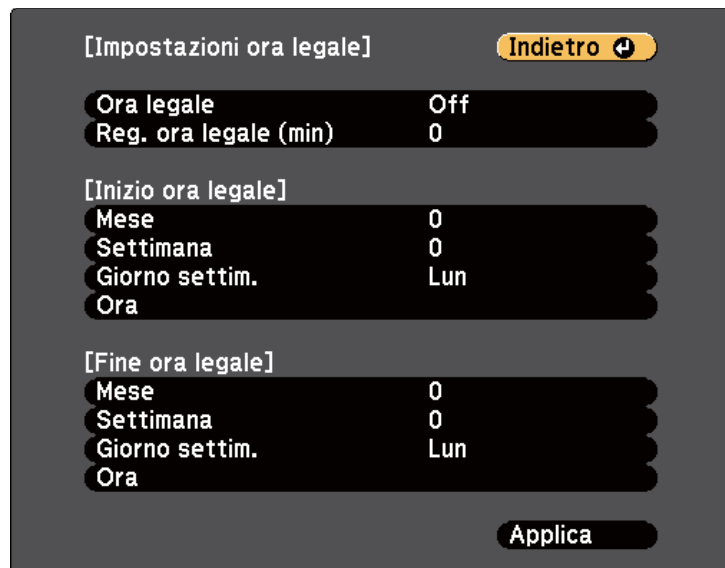 [Impostazioni ora legale] Indietro
Ora legale Off
Reg. ora legale (min) 0
[Inizio ora legale]
Mese 0
Settimana 0
Giorno settim. Lun
Ora
[Fine ora legale]
Mese 0
Settimana 0
Giorno settim. Lun
Ora
Applica